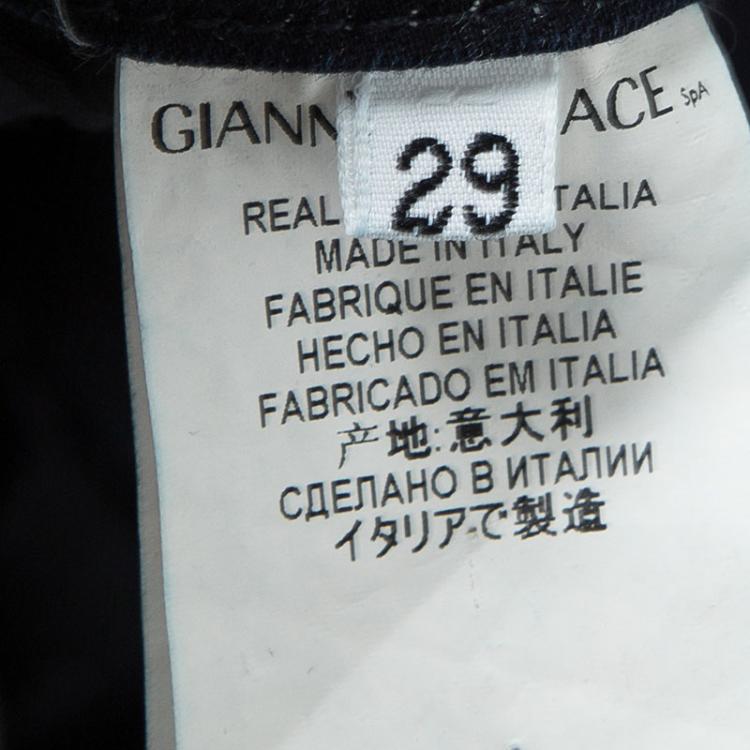 GIANN ACE SpA
29
REAL TALIA
MADE IN ITALY
FABRIQUE EN ITALIE
HECHO EN ITALIA
FABRICADO EM ITALIA
产地:意大利
СДЕЛАНО В ИТАЛИИ
イタリアで製造